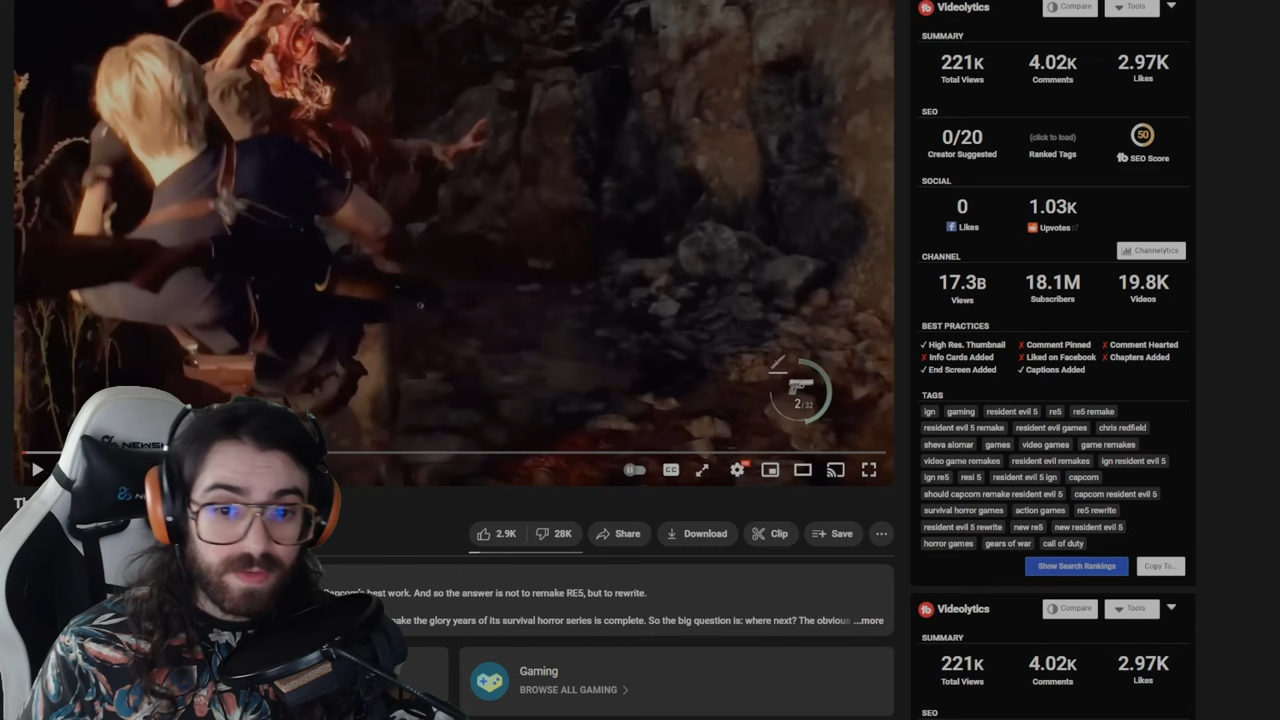 Videolytics
Compare
Tools
SUMMARY
221K
4.02K
2.97K
Total Views
Comments
Likes
SEO
0/20
(click to load)
50
Creator Suggested
Ranked Tags
tb SEO Score
SOCIAL
0
1.03K
Likes
Upvotes
Channelytics
CHANNEL
17.3B
18.1M
19.8K
Views
Subscribers
Videos
BEST PRACTICES
✓ High Res. Thumbnail
✗ Comment Pinned
✗ Comment Hearted
✗ Info Cards Added
✗ Liked on Facebook
✗ Chapters Added
✓ End Screen Added
✓ Captions Added
TAGS
ign gaming resident evil 5 re5 re5 remake
resident evil 5 remake resident evil games chris redfield
sheva alomar games video games game remakes
video game remakes resident evil remakes ign resident evil 5
ign re5 resi 5 resident evil 5 ign capcom
should capcom remake resident evil 5 capcom resident evil 5
survival horror games action games re5 rewrite
resident evil 5 rewrite new re5 new resident evil 5
horror games gears of war call of duty
Show Search Rankings
Copy To...
Videolytics
Compare
Tools
SUMMARY
221K
4.02K
2.97K
Total Views
Comments
Likes
SEO
2/32
CC
2.9K
28K
Share
Download
Clip
Save
Capcom's best work. And so the answer is not to remake RE5, but to rewrite.
make the glory years of its survival horror series is complete. So the big question is: where next? The obvious ...more
Gaming
BROWSE ALL GAMING